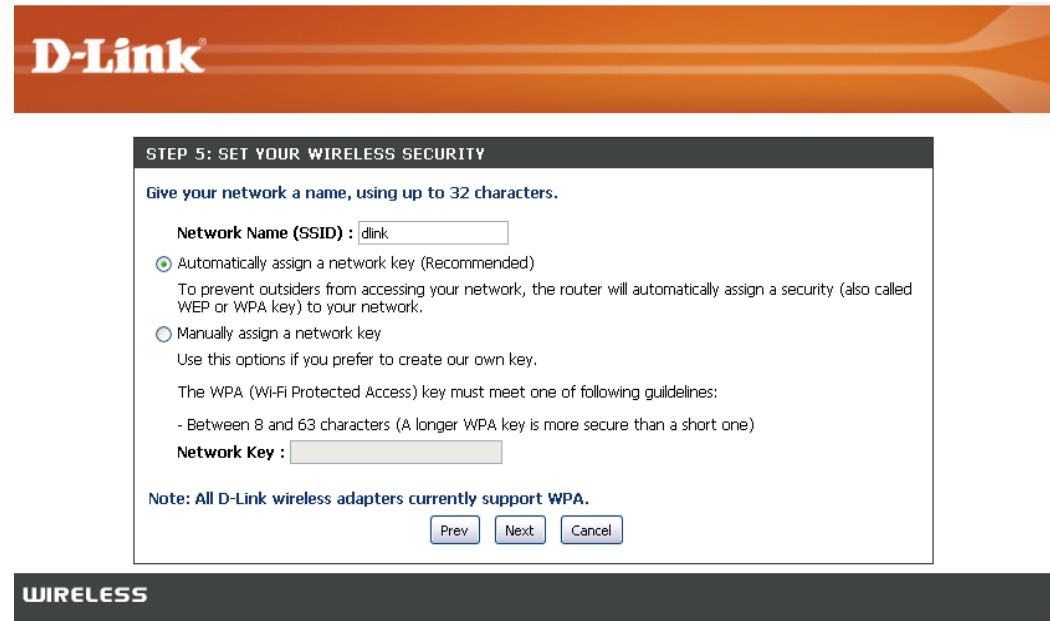 D-Link®
STEP 5: SET YOUR WIRELESS SECURITY
Give your network a name, using up to 32 characters.
Network Name (SSID) : dlink
Automatically assign a network key (Recommended)
To prevent outsiders from accessing your network, the router will automatically assign a security (also called
WEP or WPA key) to your network.
Manually assign a network key
Use this options if you prefer to create our own key.
The WPA (Wi-Fi Protected Access) key must meet one of following guildelines:
- Between 8 and 63 characters (A longer WPA key is more secure than a short one)
Network Key :
Note: All D-Link wireless adapters currently support WPA.
Prev Next Cancel
WIRELESS